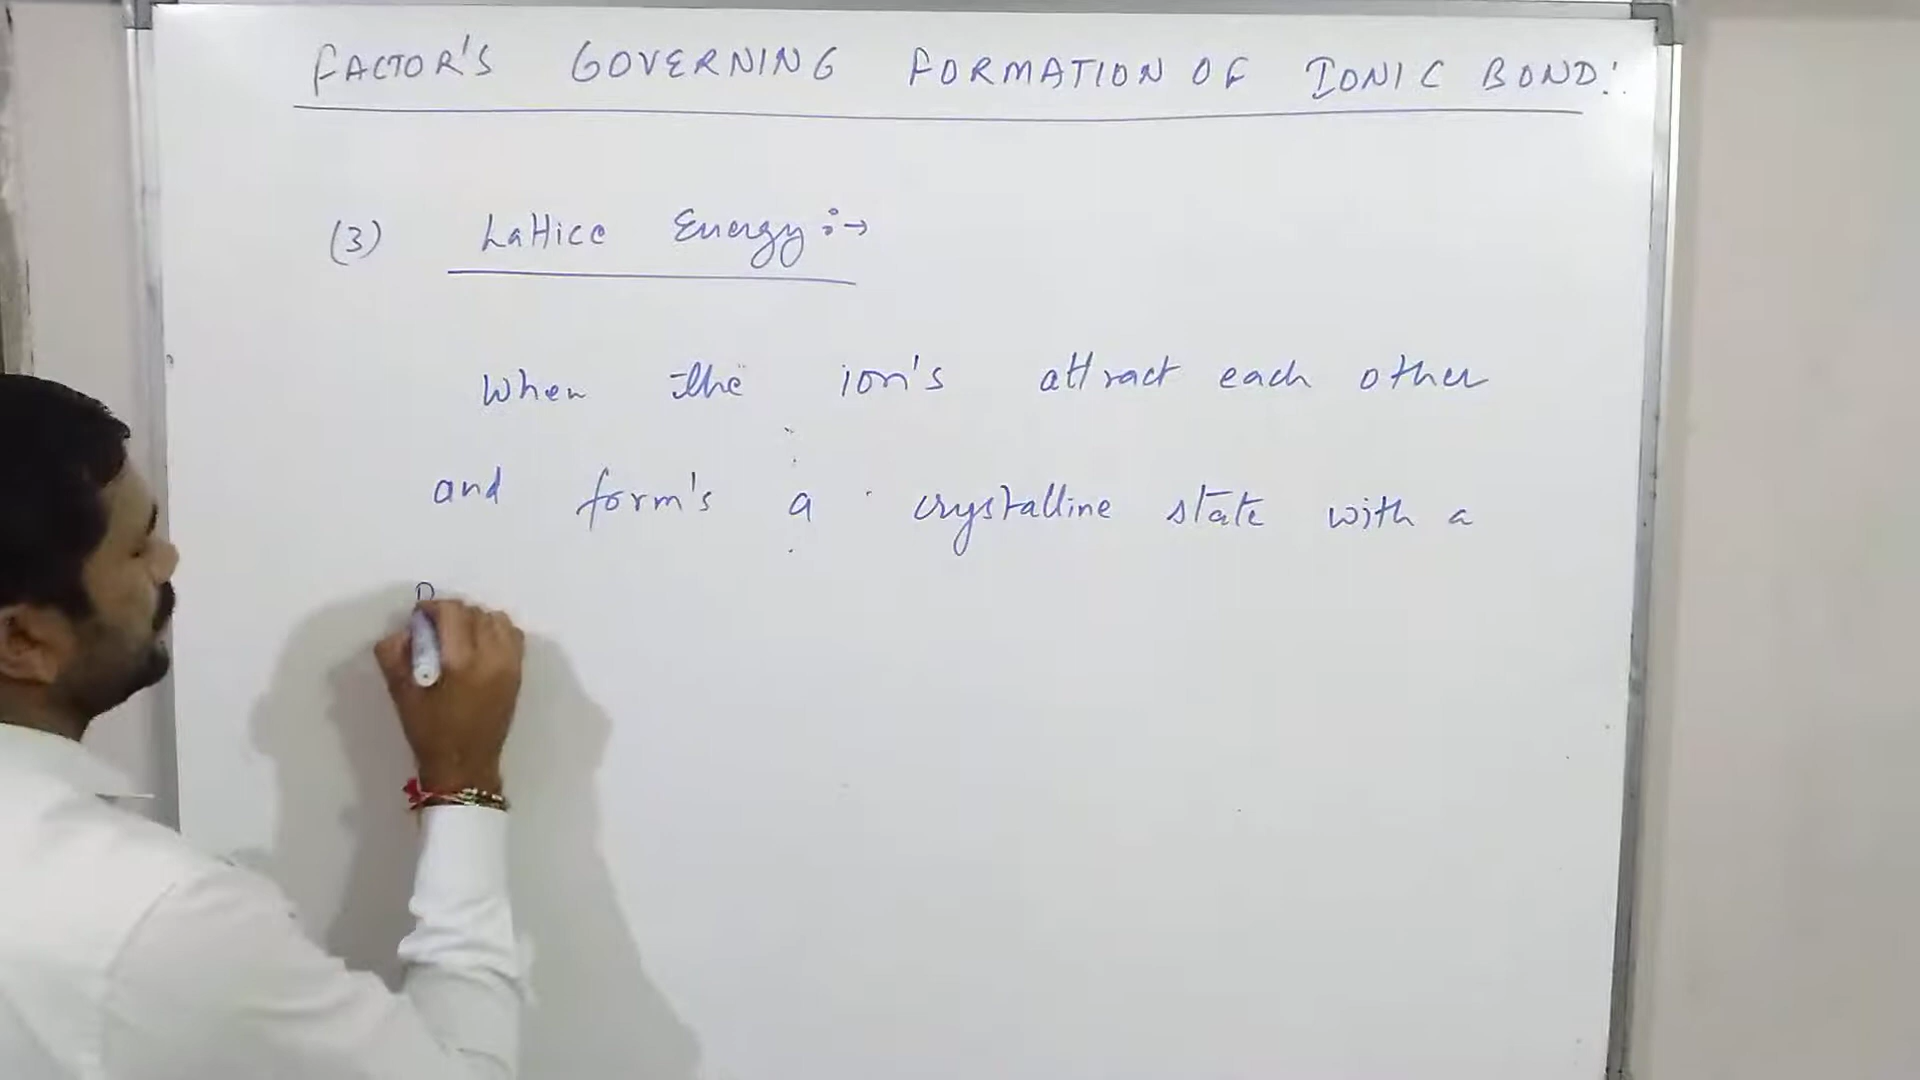 FACTOR'S GOVERNING FORMATION OF IONIC BOND:
(3) Lattice Energy :→
When the ion's attract each other
and form's a crystalline state with a